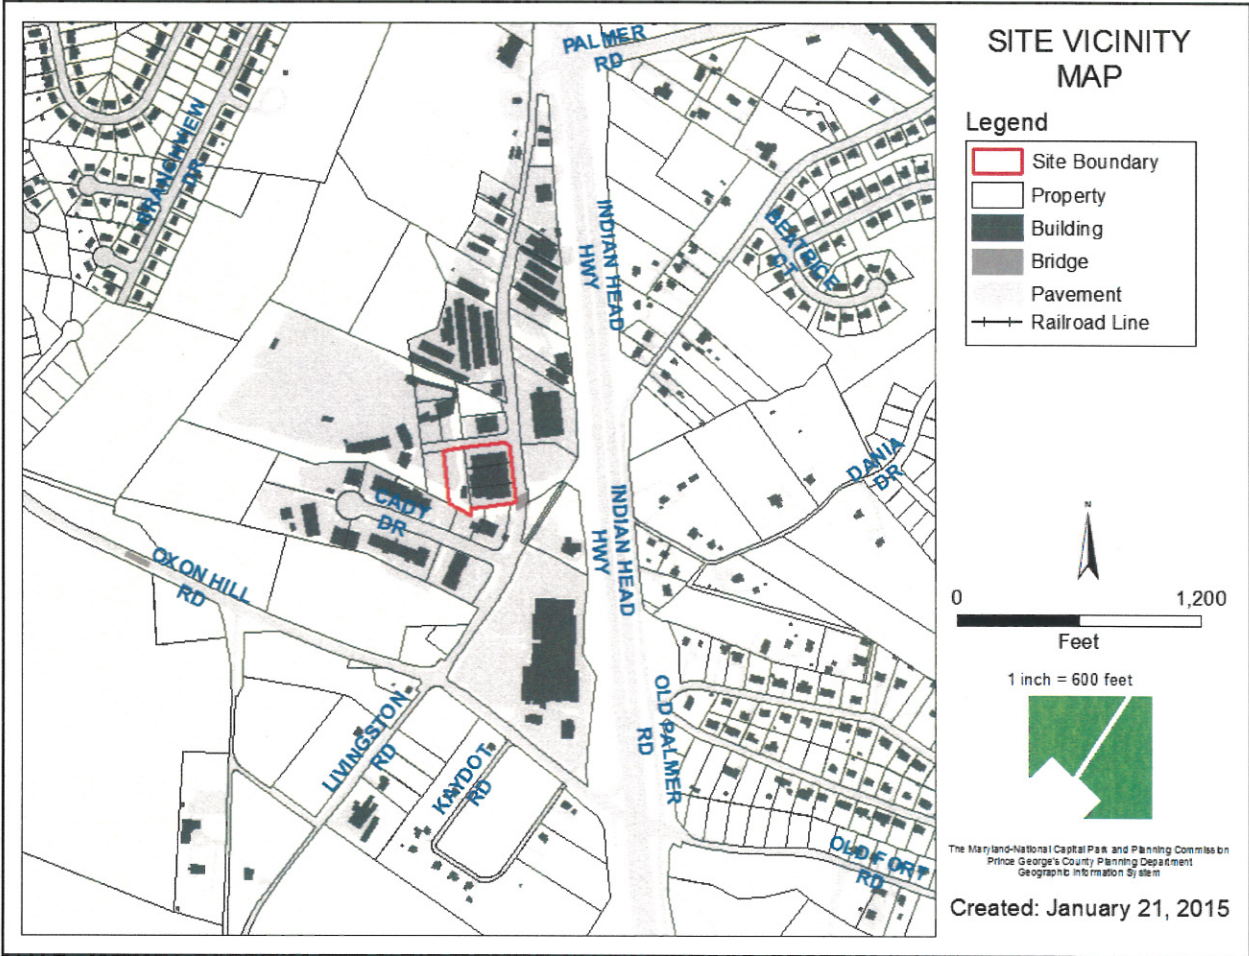 SITE VICINITY
MAP
Legend
Site Boundary
Property
Building
Bridge
Pavement
Railroad Line
N
0 1,200
Feet
1 inch = 600 feet
The Maryland-National Capital Park and Planning Commission
Prince George's County Planning Department
Geographic Information System
Created: January 21, 2015
PALMER
RD
BRANCHVIEW
DR
INDIAN HEAD
HWY
BEATRICE
CT
DANIA
DR
CADY
DR
INDIAN HEAD
HWY
OXON HILL
RD
LIVINGSTON
RD
KAYDOT
RD
OLD PALMER
RD
OLD FORT
RD